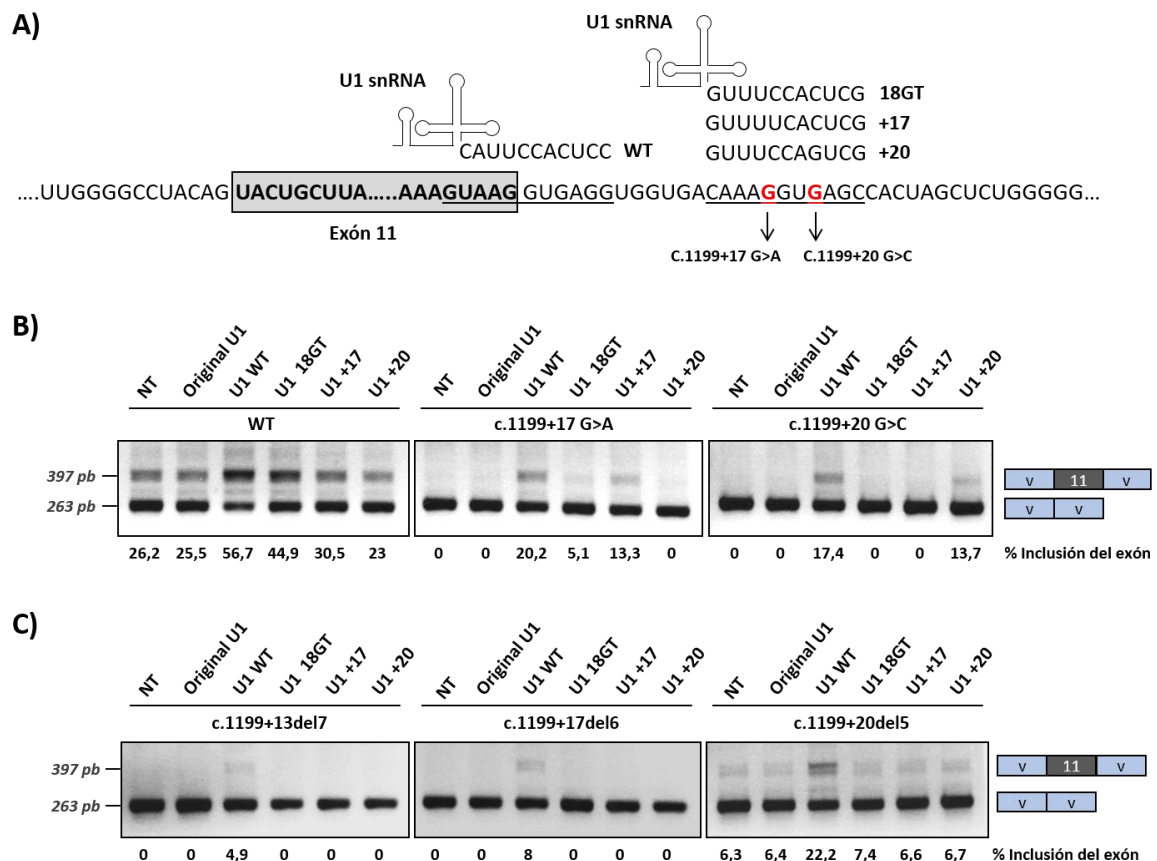 A)
U1 snRNA
U1 snRNA
GUUUCCACUCG 18GT
GUUUUCACUCG +17
CAUUCCACUCC WT
GUUUCCAGUCG +20
....UUGGGGCCUACAG UACUGCUUA.....AAAGUAAG GUGAGGUGGUGACAAAGGUGAGCCACUAGCUCUGGGGG...
Exón 11
C.1199+17 G>A C.1199+20 G>C
B)
NT Original U1 U1 WT U1 18GT U1 +17 U1 +20 NT Original U1 U1 WT U1 18GT U1 +17 U1 +20 NT Original U1 U1 WT U1 18GT U1 +17 U1 +20
WT c.1199+17 G>A c.1199+20 G>C
397 pb v 11 v
263 pb v v
26,2 25,5 56,7 44,9 30,5 23 0 0 20,2 5,1 13,3 0 0 0 17,4 0 0 13,7 % Inclusión del exón
C)
NT Original U1 U1 WT U1 18GT U1 +17 U1 +20 NT Original U1 U1 WT U1 18GT U1 +17 U1 +20 NT Original U1 U1 WT U1 18GT U1 +17 U1 +20
c.1199+13del7 c.1199+17del6 c.1199+20del5
397 pb v 11 v
263 pb v v
0 0 4,9 0 0 0 0 0 8 0 0 0 6,3 6,4 22,2 7,4 6,6 6,7 % Inclusión del exón